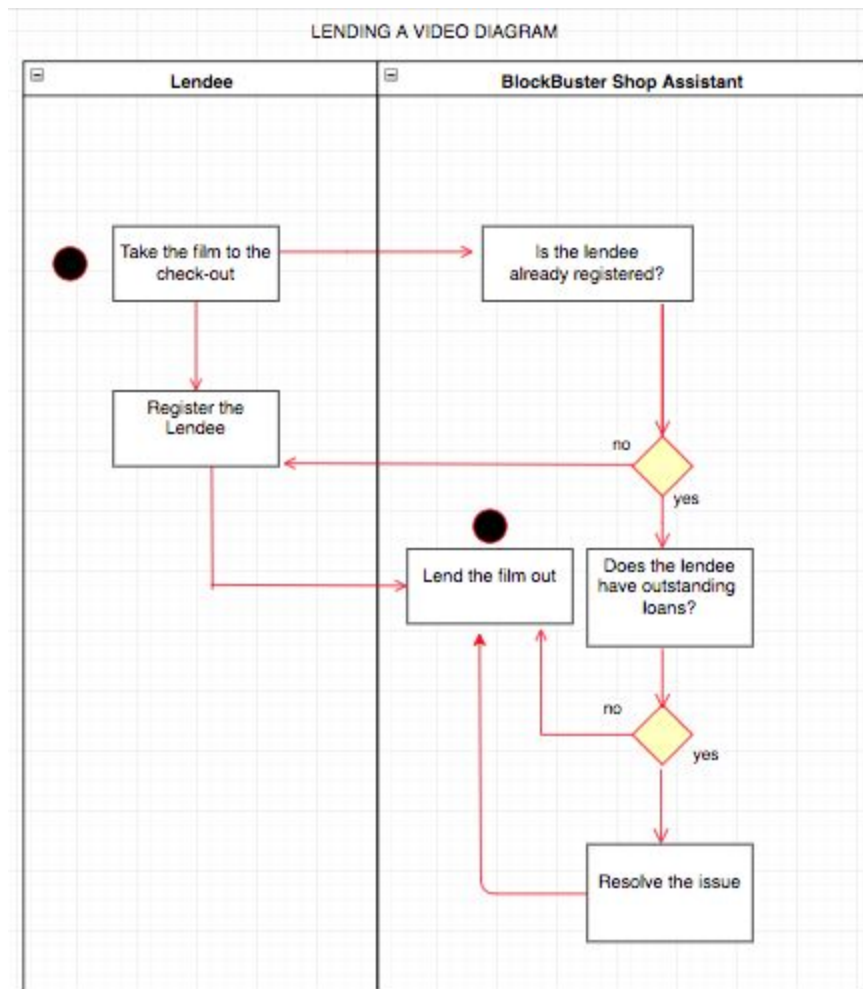 LENDING A VIDEO DIAGRAM
Lendee
BlockBuster Shop Assistant
Take the film to the
check-out
Is the lendee
already registered?
Register the
Lendee
no
yes
Lend the film out
Does the lendee
have outstanding
loans?
no
yes
Resolve the issue